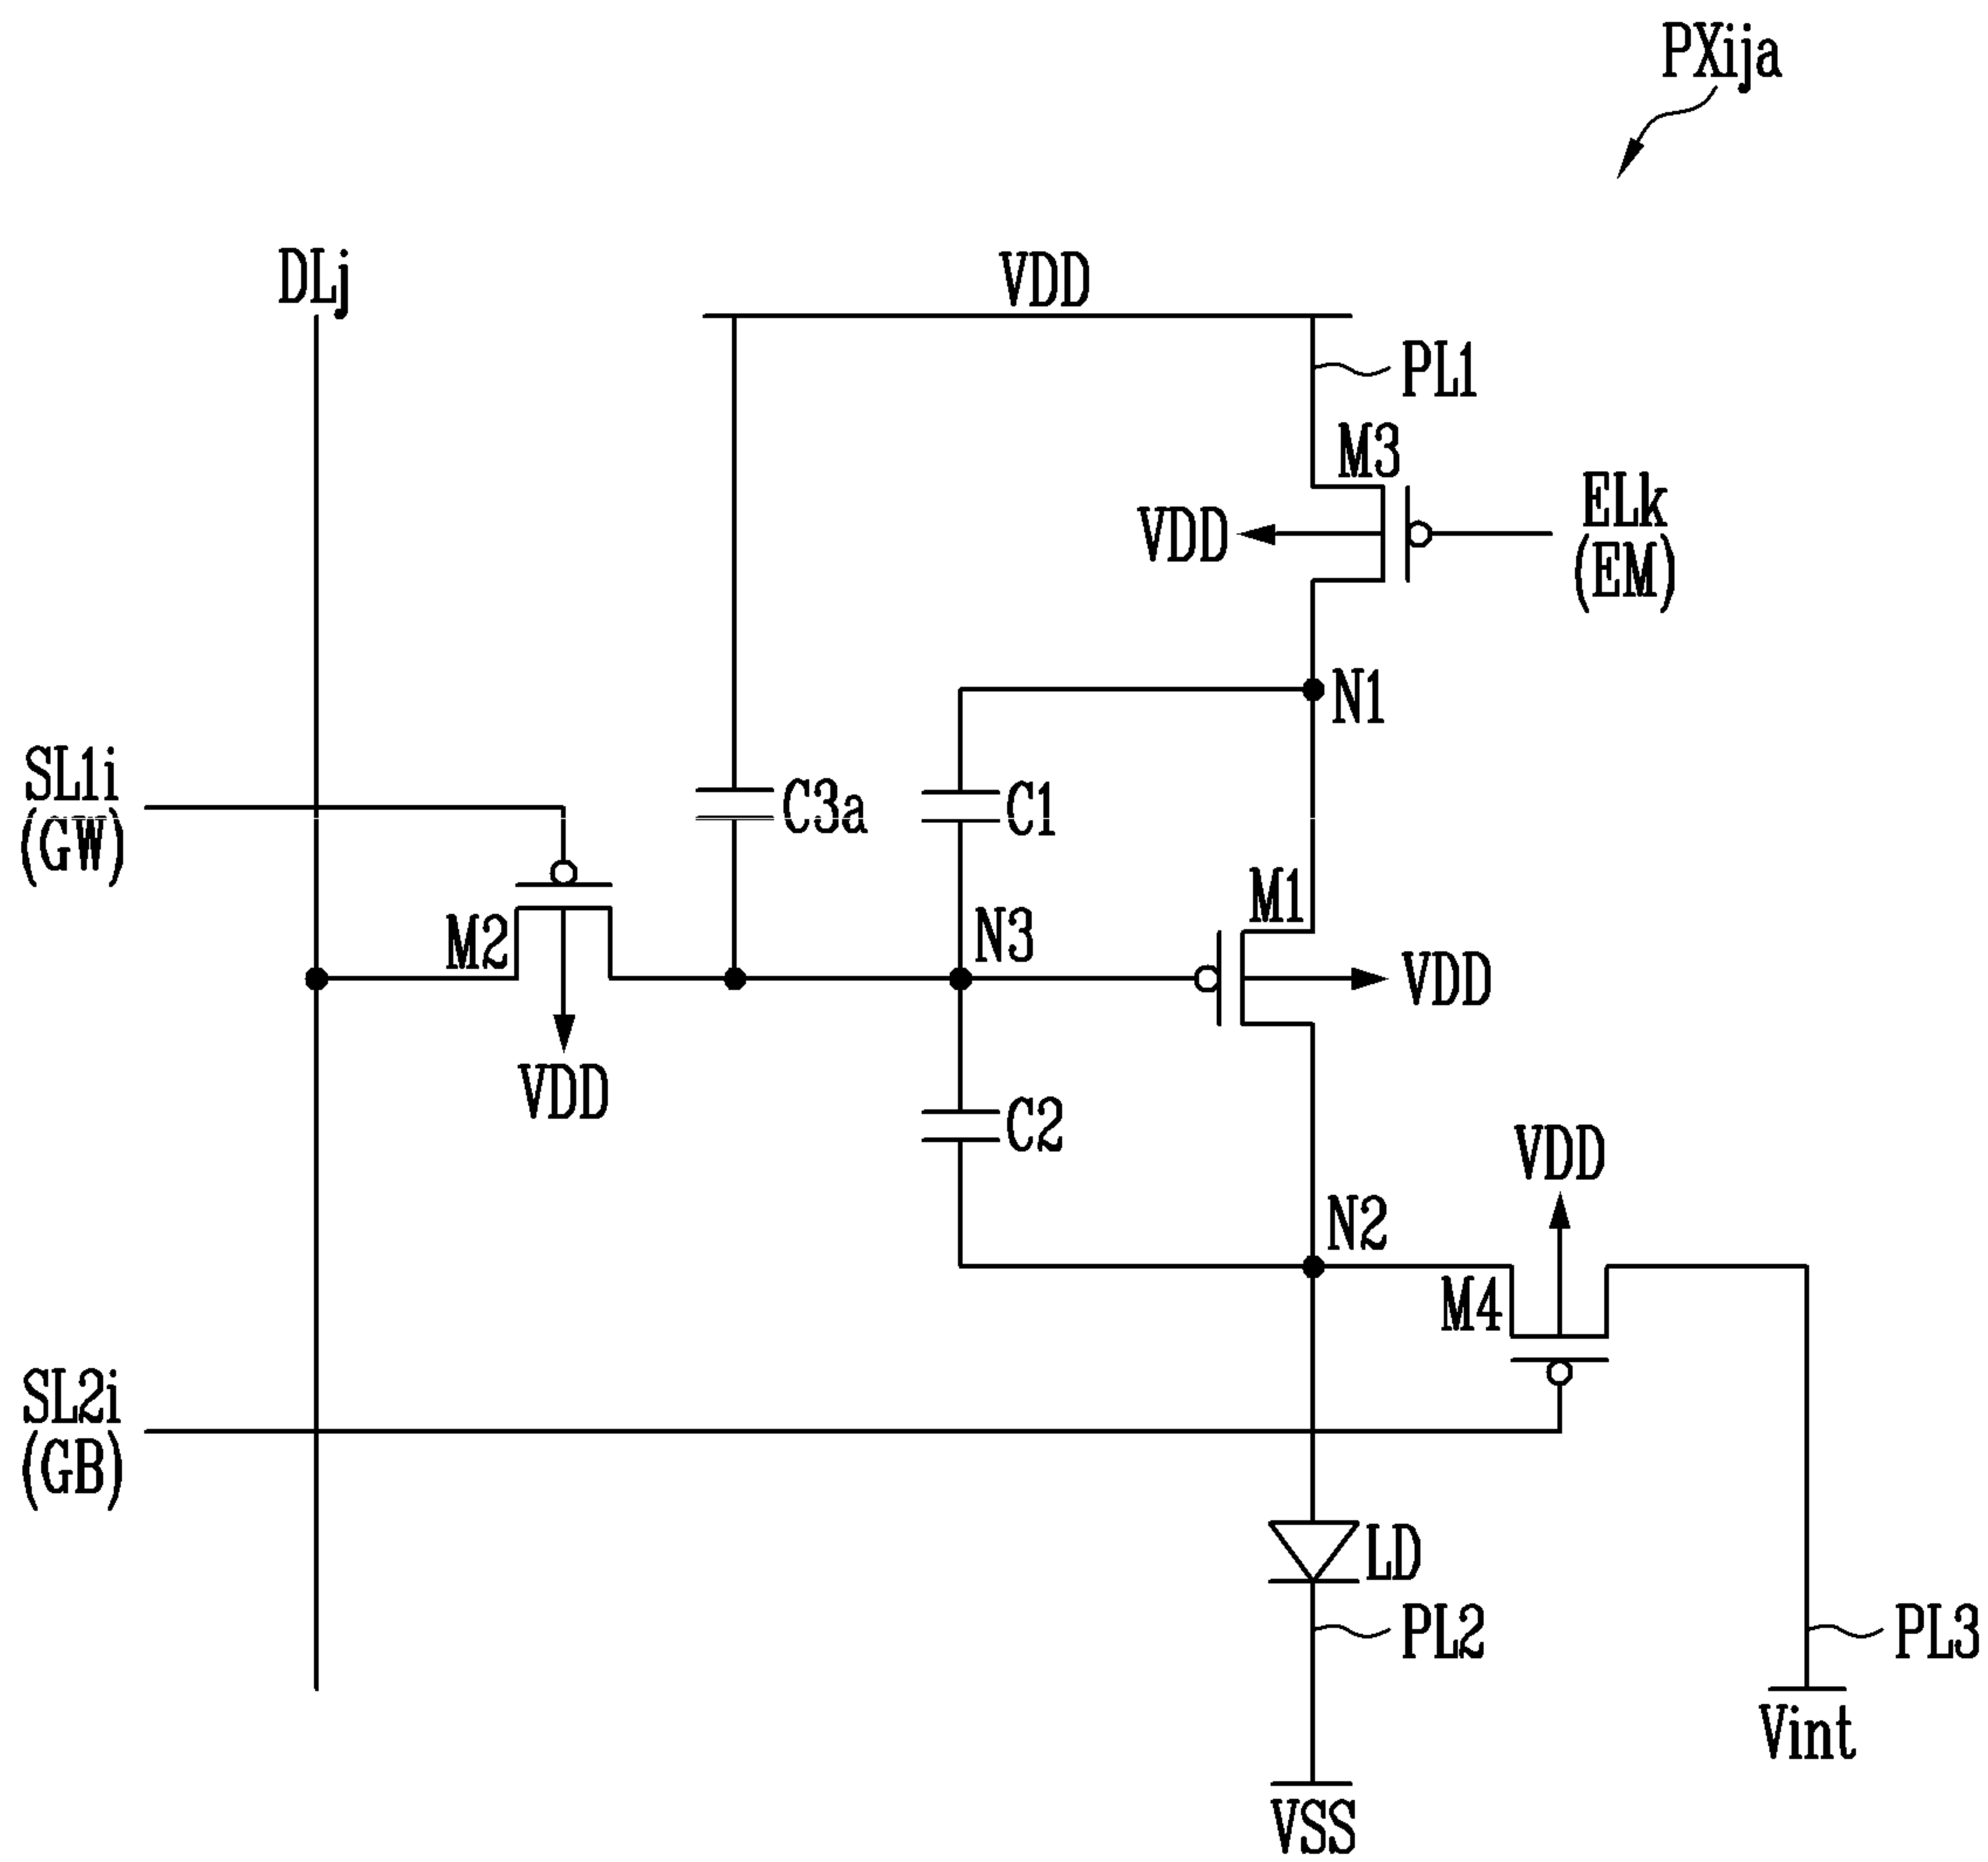 PXija
DLj
VDD
PL1
M3
VDD
ELk
(EM)
N1
SL1i
(GW)
C3a
C1
M1
M2
N3
VDD
VDD
C2
VDD
N2
M4
SL2i
(GB)
LD
PL2
PL3
Vint
VSS